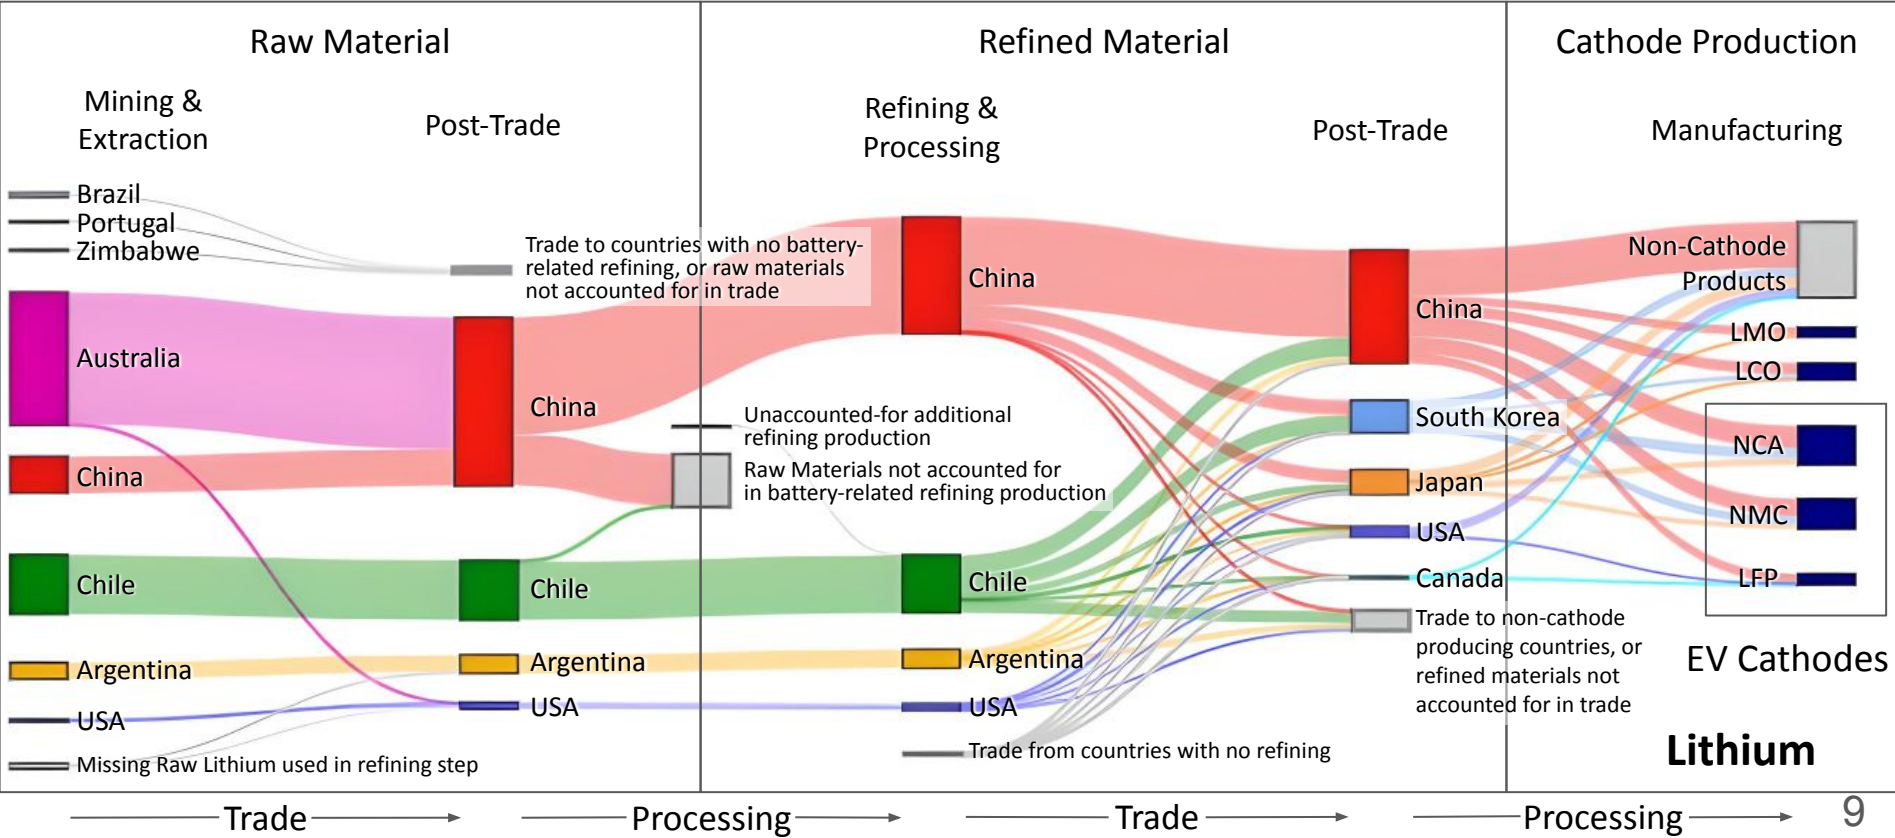 Raw Material
Refined Material
Cathode Production
Mining &
Extraction
Post-Trade
Refining &
Processing
Post-Trade
Manufacturing
Brazil
Portugal
Zimbabwe
Australia
China
Chile
Argentina
USA
Missing Raw Lithium used in refining step
Trade to countries with no battery-
related refining, or raw materials
not accounted for in trade
China
Unaccounted-for additional
refining production
Raw Materials not accounted for
in battery-related refining production
Chile
Argentina
USA
China
Chile
Argentina
USA
Trade from countries with no refining
China
South Korea
Japan
USA
Canada
Trade to non-cathode
producing countries, or
refined materials not
accounted for in trade
Non-Cathode
Products
LMO
LCO
NCA
NMC
LFP
EV Cathodes
Lithium
Trade
Processing
Trade
Processing
9